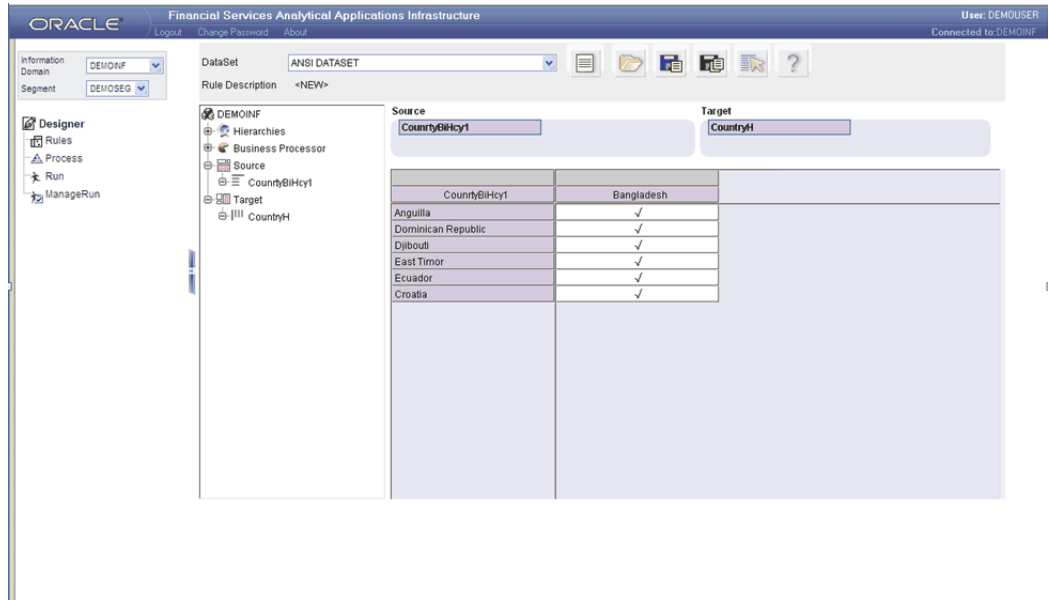 ORACLE
Financial Services Analytical Applications Infrastructure
User: DEMOUSER
Logout Change Password About
Connected to:DEMOINF
Information Domain
DEMOINF
Segment
DEMOSEG
DataSet
ANSI DATASET
?
Rule Description <NEW>
Designer
Rules
Process
Run
ManageRun
DEMOINF
Hierarchies
Business Processor
Source
CounrtyBiHcy1
Target
CountryH
Source
CounrtyBiHcy1
Target
CountryH
CounrtyBiHcy1 Bangladesh
Anguilla √
Dominican Republic √
Djibouti √
East Timor √
Ecuador √
Croatia √